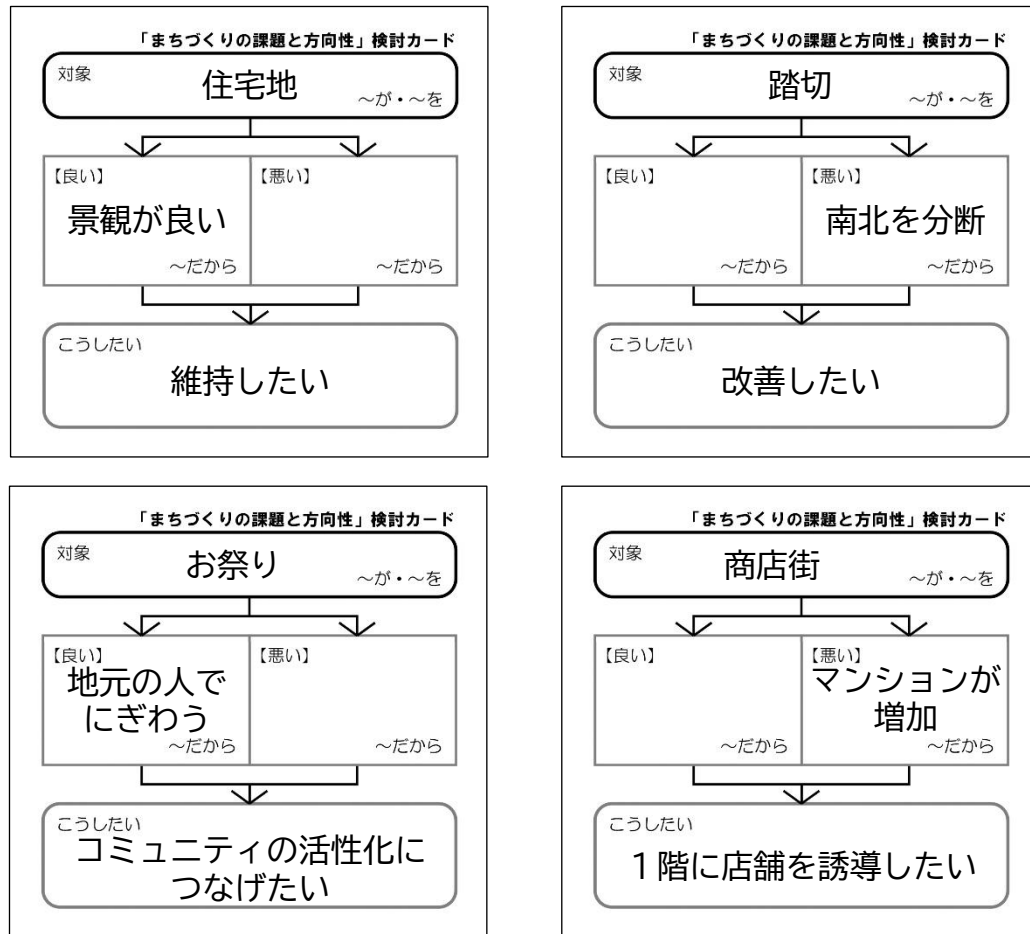 「まちづくりの課題と方向性」検討カード
対象
住宅地
～が・～を
【良い】
景観が良い
～だから
【悪い】
～だから
こうしたい
維持したい
「まちづくりの課題と方向性」検討カード
対象
踏切
～が・～を
【良い】
～だから
【悪い】
南北を分断
～だから
こうしたい
改善したい
「まちづくりの課題と方向性」検討カード
対象
お祭り
～が・～を
【良い】
地元の人で
にぎわう
～だから
【悪い】
～だから
こうしたい
コミュニティの活性化に
つなげたい
「まちづくりの課題と方向性」検討カード
対象
商店街
～が・～を
【良い】
～だから
【悪い】
マンションが
増加
～だから
こうしたい
１階に店舗を誘導したい